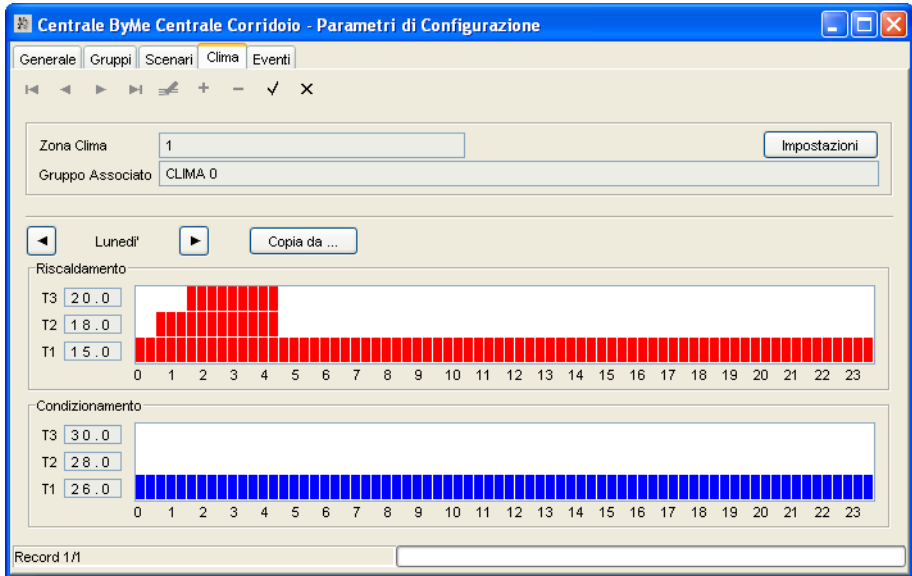 Centrale ByMe Centrale Corridoio - Parametri di Configurazione
Generale Gruppi Scenari Clima Eventi
Zona Clima 1 Impostazioni
Gruppo Associato CLIMA 0
Lunedi' Copia da ...
Riscaldamento
T3 20.0
T2 18.0
T1 15.0
0 1 2 3 4 5 6 7 8 9 10 11 12 13 14 15 16 17 18 19 20 21 22 23
Condizionamento
T3 30.0
T2 28.0
T1 26.0
0 1 2 3 4 5 6 7 8 9 10 11 12 13 14 15 16 17 18 19 20 21 22 23
Record 1/1